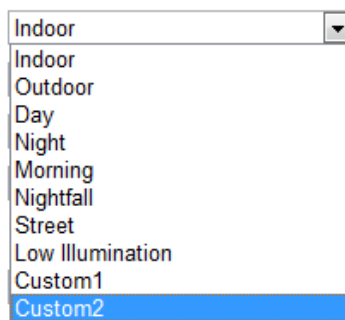 Indoor
Indoor
Outdoor
Day
Night
Morning
Nightfall
Street
Low Illumination
Custom1
Custom2